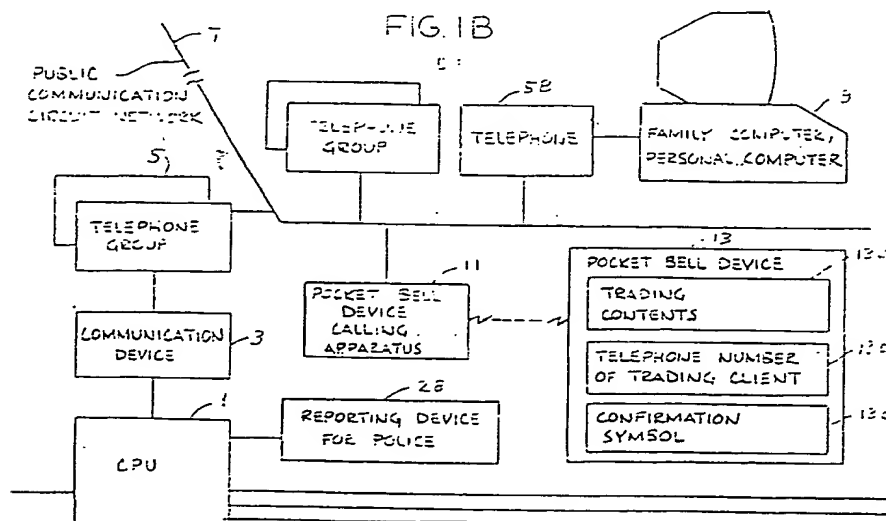 FIG. 1B
7
PUBLIC
COMMUNICATION
CIRCUIT NETWORK
5
TELEPHONE
GROUP
TELEPHONE
GROUP
5B
TELEPHONE
9
FAMILY COMPUTER,
PERSONAL COMPUTER
11
POCKET BELL
DEVICE
CALLING
APPARATUS
13
POCKET BELL DEVICE
TRADING
CONTENTS
TELEPHONE NUMBER
OF TRADING CLIENT
CONFIRMATION
SYMBOL
COMMUNICATION
DEVICE
3
1
CPU
28
REPORTING DEVICE
FOR POLICE